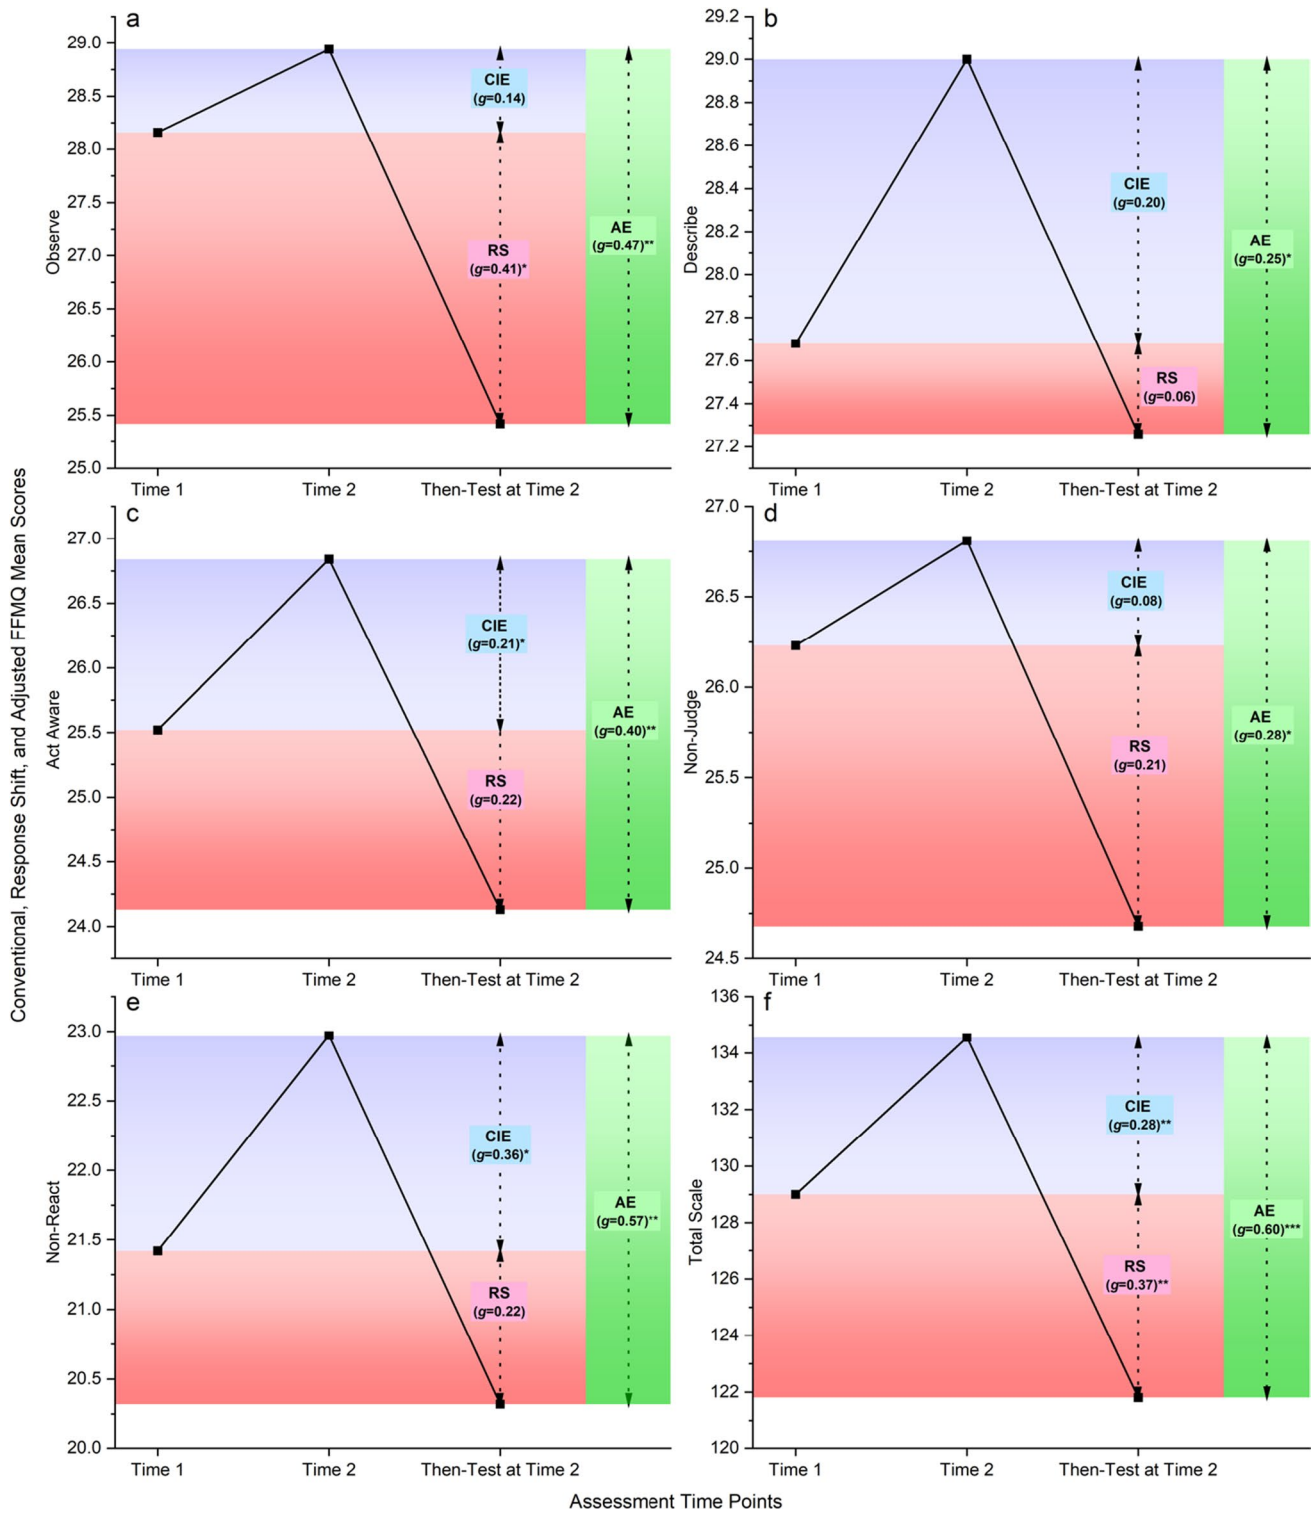 Conventional, Response Shift, and Adjusted FFMQ Mean Scores
a
29.0
28.5
28.0
27.5
27.0
26.5
26.0
25.5
25.0
Observe
CIE
(g=0.14)
RS
(g=0.41)*
AE
(g=0.47)**
Time 1
Time 2
Then-Test at Time 2
b
29.2
29.0
28.8
28.6
28.4
28.2
28.0
27.8
27.6
27.4
27.2
Describe
CIE
(g=0.20)
RS
(g=0.06)
AE
(g=0.25)*
Time 1
Time 2
Then-Test at Time 2
c
27.0
26.5
26.0
25.5
25.0
24.5
24.0
Act Aware
CIE
(g=0.21)*
RS
(g=0.22)
AE
(g=0.40)**
Time 1
Time 2
Then-Test at Time 2
d
27.0
26.5
26.0
25.5
25.0
24.5
Non-Judge
CIE
(g=0.08)
RS
(g=0.21)
AE
(g=0.28)*
Time 1
Time 2
Then-Test at Time 2
e
23.0
22.5
22.0
21.5
21.0
20.5
20.0
Non-React
CIE
(g=0.36)*
RS
(g=0.22)
AE
(g=0.57)**
Time 1
Time 2
Then-Test at Time 2
f
136
134
132
130
128
126
124
122
120
Total Scale
CIE
(g=0.28)**
RS
(g=0.37)**
AE
(g=0.60)***
Time 1
Time 2
Then-Test at Time 2
Assessment Time Points